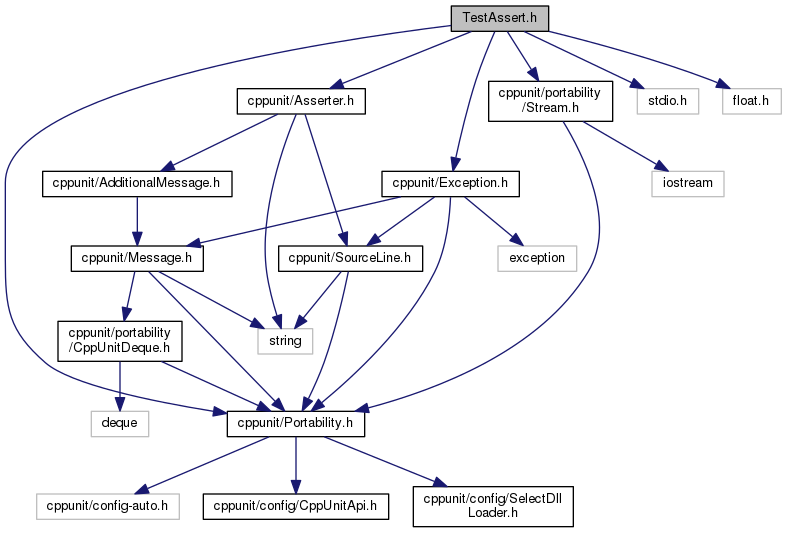 TestAssert.h
cppunit/Asserter.h
cppunit/portability
/Stream.h
stdio.h
float.h
cppunit/AdditionalMessage.h
cppunit/Exception.h
iostream
cppunit/Message.h
cppunit/SourceLine.h
exception
cppunit/portability
/CppUnitDeque.h
string
deque
cppunit/Portability.h
cppunit/config-auto.h
cppunit/config/CppUnitApi.h
cppunit/config/SelectDll
Loader.h